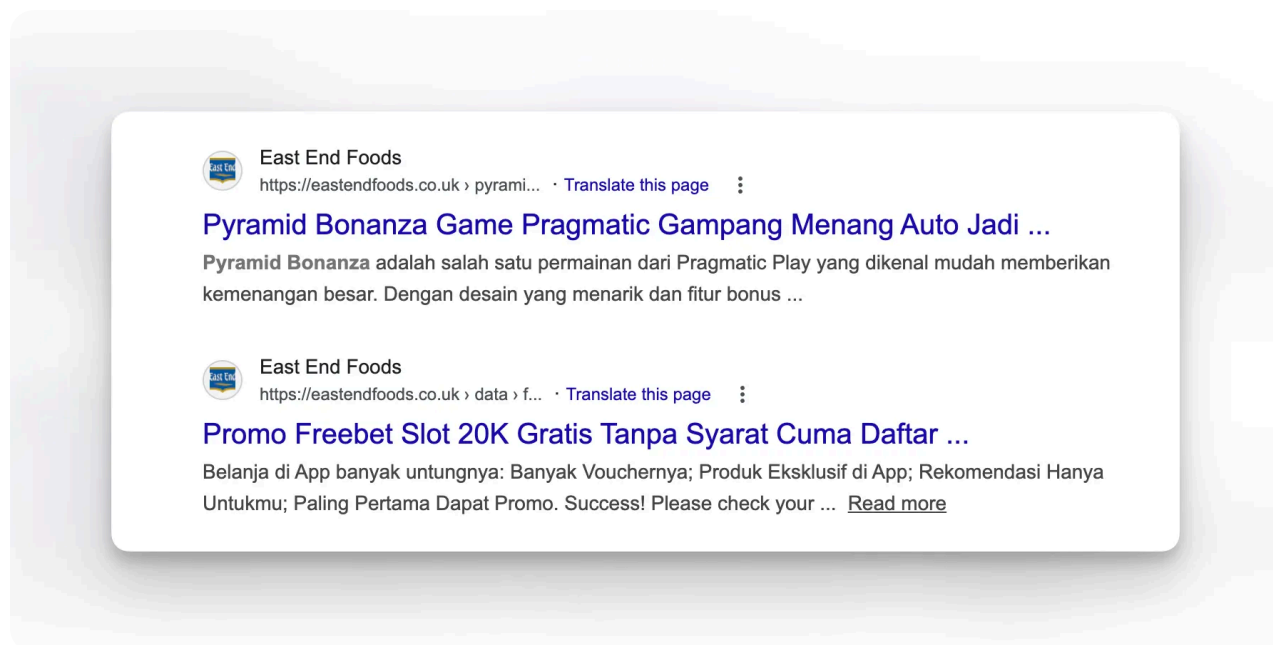 East End Foods
https://eastendfoods.co.uk › pyrami... · Translate this page
Pyramid Bonanza Game Pragmatic Gampang Menang Auto Jadi ...
Pyramid Bonanza adalah salah satu permainan dari Pragmatic Play yang dikenal mudah memberikan
kemenangan besar. Dengan desain yang menarik dan fitur bonus ...
East End Foods
https://eastendfoods.co.uk › data › f... · Translate this page
Promo Freebet Slot 20K Gratis Tanpa Syarat Cuma Daftar ...
Belanja di App banyak untungnya: Banyak Vouchernya; Produk Eksklusif di App; Rekomendasi Hanya
Untukmu; Paling Pertama Dapat Promo. Success! Please check your ... Read more
East End
East End